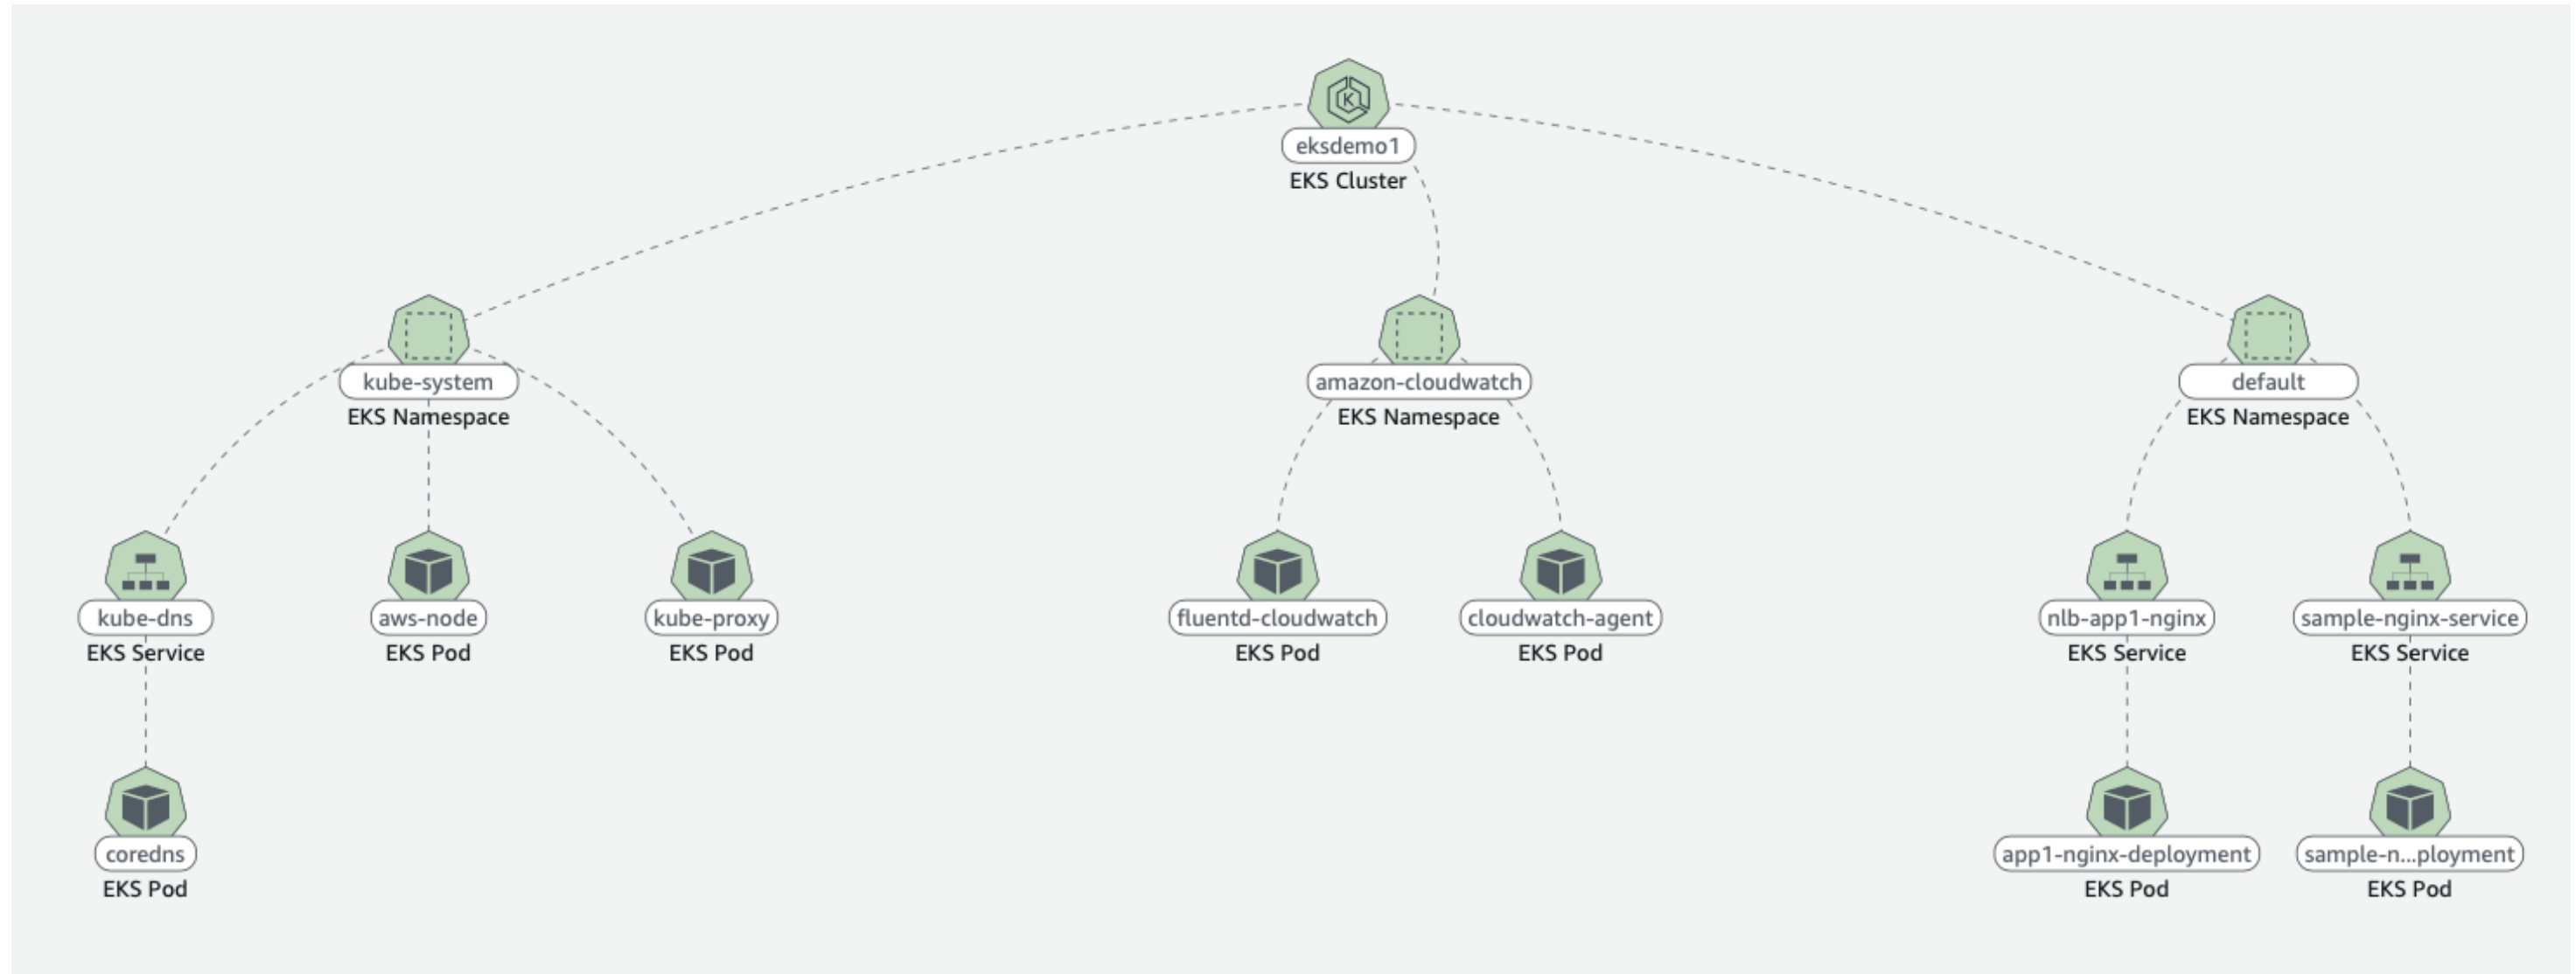 eksdemo1
EKS Cluster
kube-system
EKS Namespace
amazon-cloudwatch
EKS Namespace
default
EKS Namespace
kube-dns
EKS Service
aws-node
EKS Pod
kube-proxy
EKS Pod
fluentd-cloudwatch
EKS Pod
cloudwatch-agent
EKS Pod
nlb-app1-nginx
EKS Service
sample-nginx-service
EKS Service
coredns
EKS Pod
app1-nginx-deployment
EKS Pod
sample-n...ployment
EKS Pod